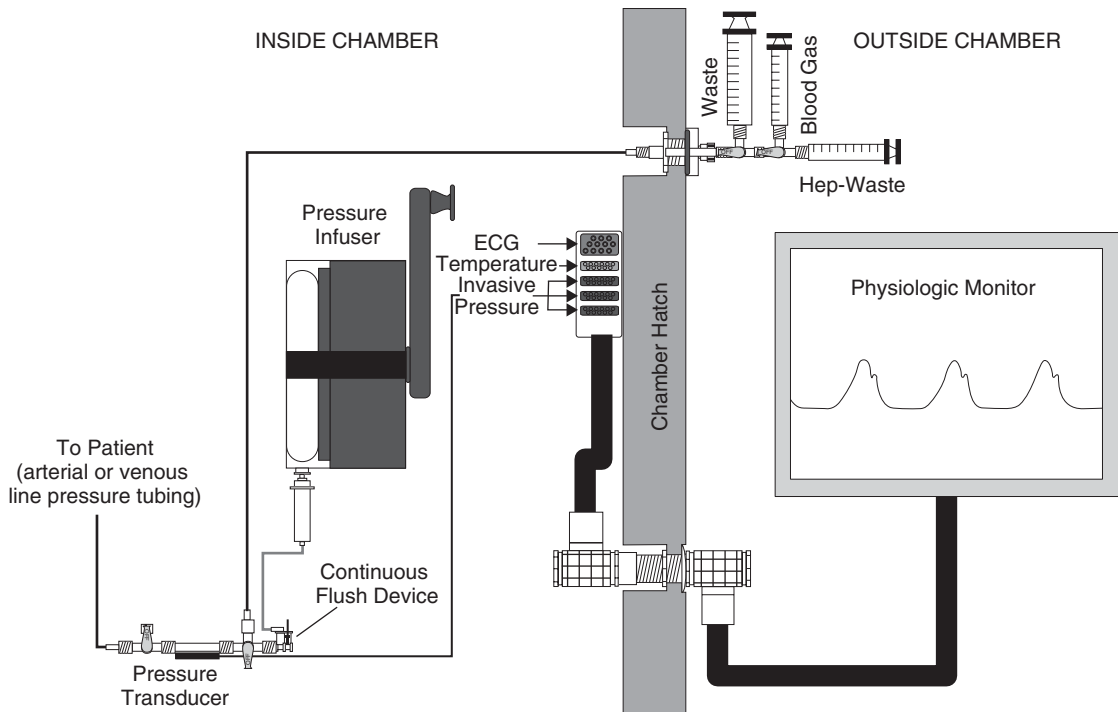 INSIDE CHAMBER
OUTSIDE CHAMBER
Waste
Blood Gas
Hep-Waste
Pressure
Infuser
ECG
Temperature
Invasive
Pressure
Chamber Hatch
Physiologic Monitor
To Patient
(arterial or venous
line pressure tubing)
Continuous
Flush Device
Pressure
Transducer